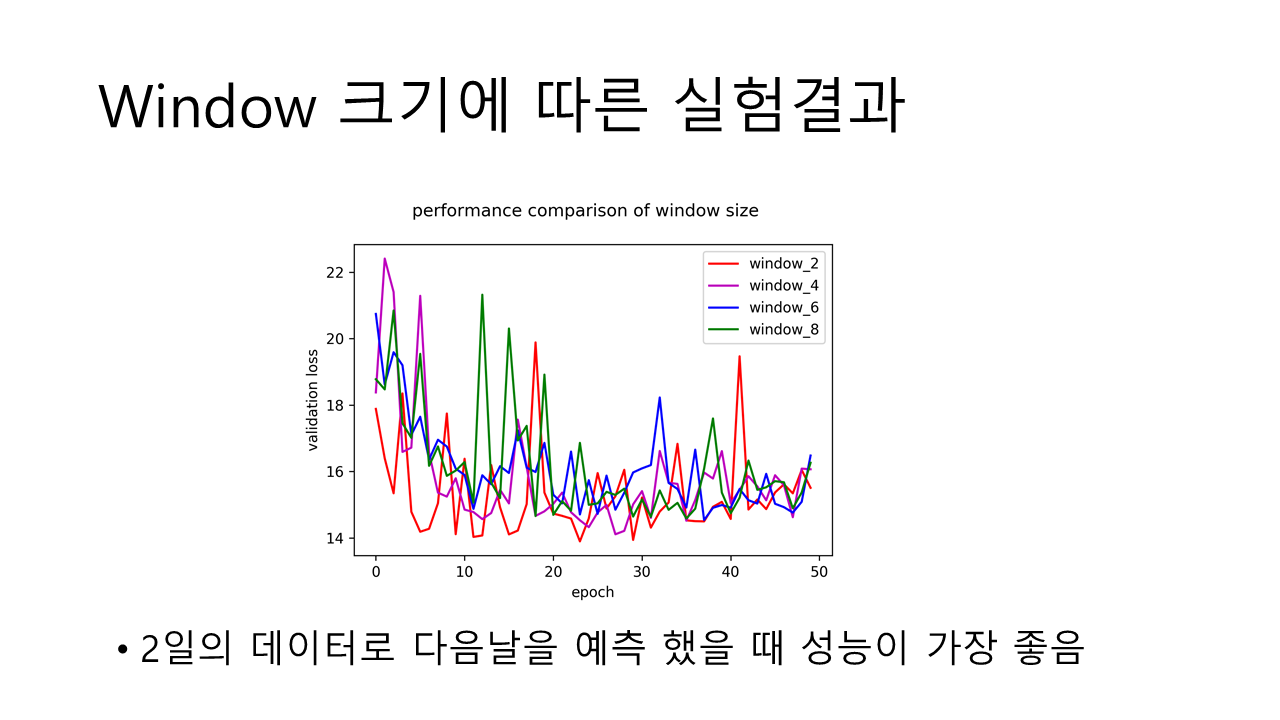 Window 크기에 따른 실험결과
performance comparison of window size
window_2
window_4
window_6
window_8
validation loss
22
20
18
16
14
0 10 20 30 40 50
epoch
• 2일의 데이터로 다음날을 예측 했을 때 성능이 가장 좋음